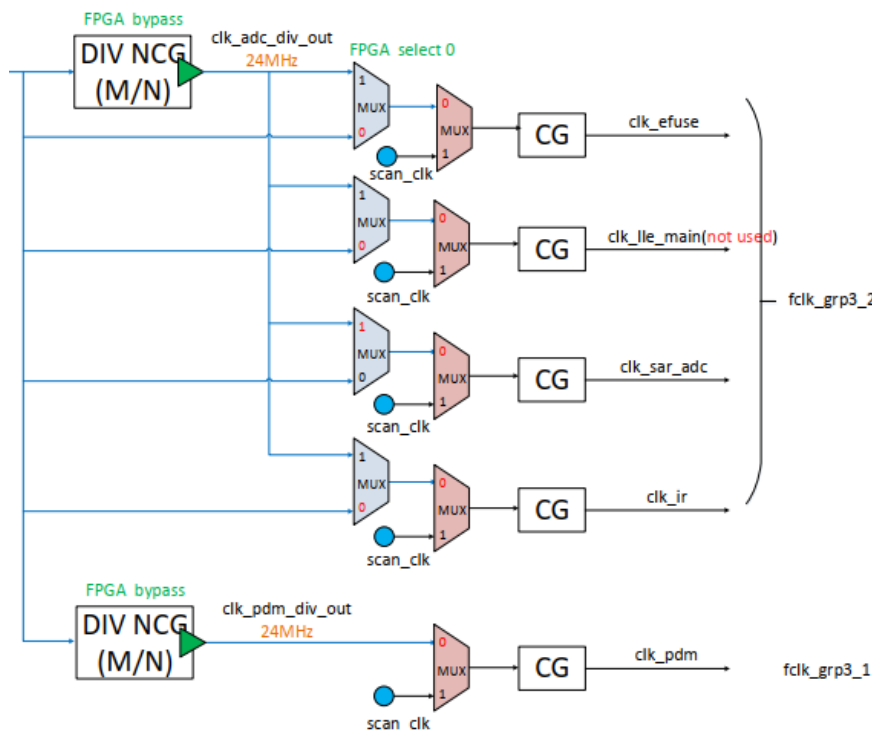 FPGA bypass
DIV NCG
(M/N)
clk_adc_div_out
24MHz
FPGA select 0
1
MUX
0
0
MUX
1
scan_clk
CG
clk_efuse
1
MUX
0
0
MUX
1
scan_clk
CG
clk_lle_main(not used)
fclk_grp3_2
1
MUX
0
0
MUX
1
scan_clk
CG
clk_sar_adc
1
MUX
0
0
MUX
1
scan_clk
CG
clk_ir
FPGA bypass
DIV NCG
(M/N)
clk_pdm_div_out
24MHz
0
MUX
1
scan_clk
CG
clk_pdm
fclk_grp3_1